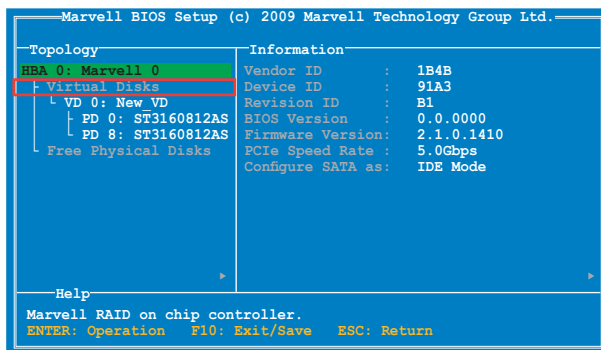 Marvell BIOS Setup (c) 2009 Marvell Technology Group Ltd.
Topology
HBA 0: Marvell 0
Virtual Disks
VD 0: New_VD
PD 0: ST3160812AS
PD 8: ST3160812AS
Free Physical Disks
Information
Vendor ID : 1B4B
Device ID : 91A3
Revision ID : B1
BIOS Version : 0.0.0000
Firmware Version: 2.1.0.1410
PCIe Speed Rate : 5.0Gbps
Configure SATA as: IDE Mode
Help
Marvell RAID on chip controller.
ENTER: Operation F10: Exit/Save ESC: Return